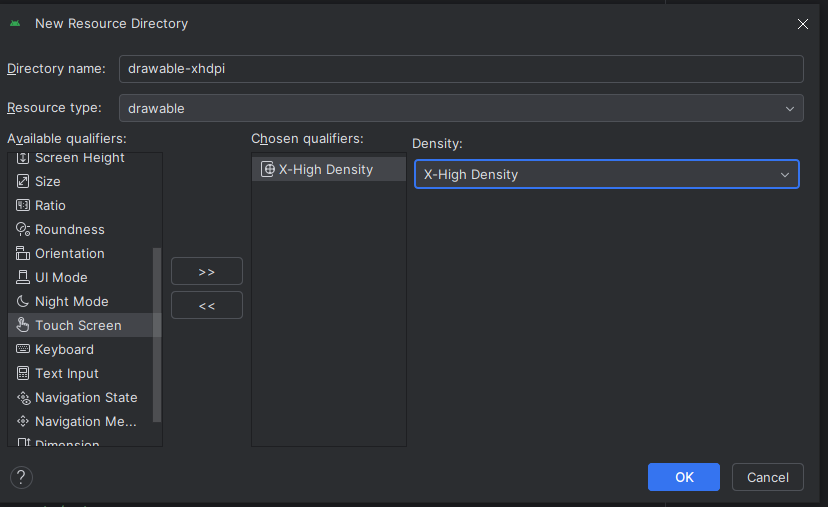 New Resource Directory
Directory name: drawable-xhdpi
Resource type: drawable
Available qualifiers:
Screen Height
Size
Ratio
Roundness
Orientation
UI Mode
Night Mode
Touch Screen
Keyboard
Text Input
Navigation State
Navigation Me...
Dimension
>>
<<
Chosen qualifiers:
X-High Density
Density:
X-High Density
?
OK
Cancel